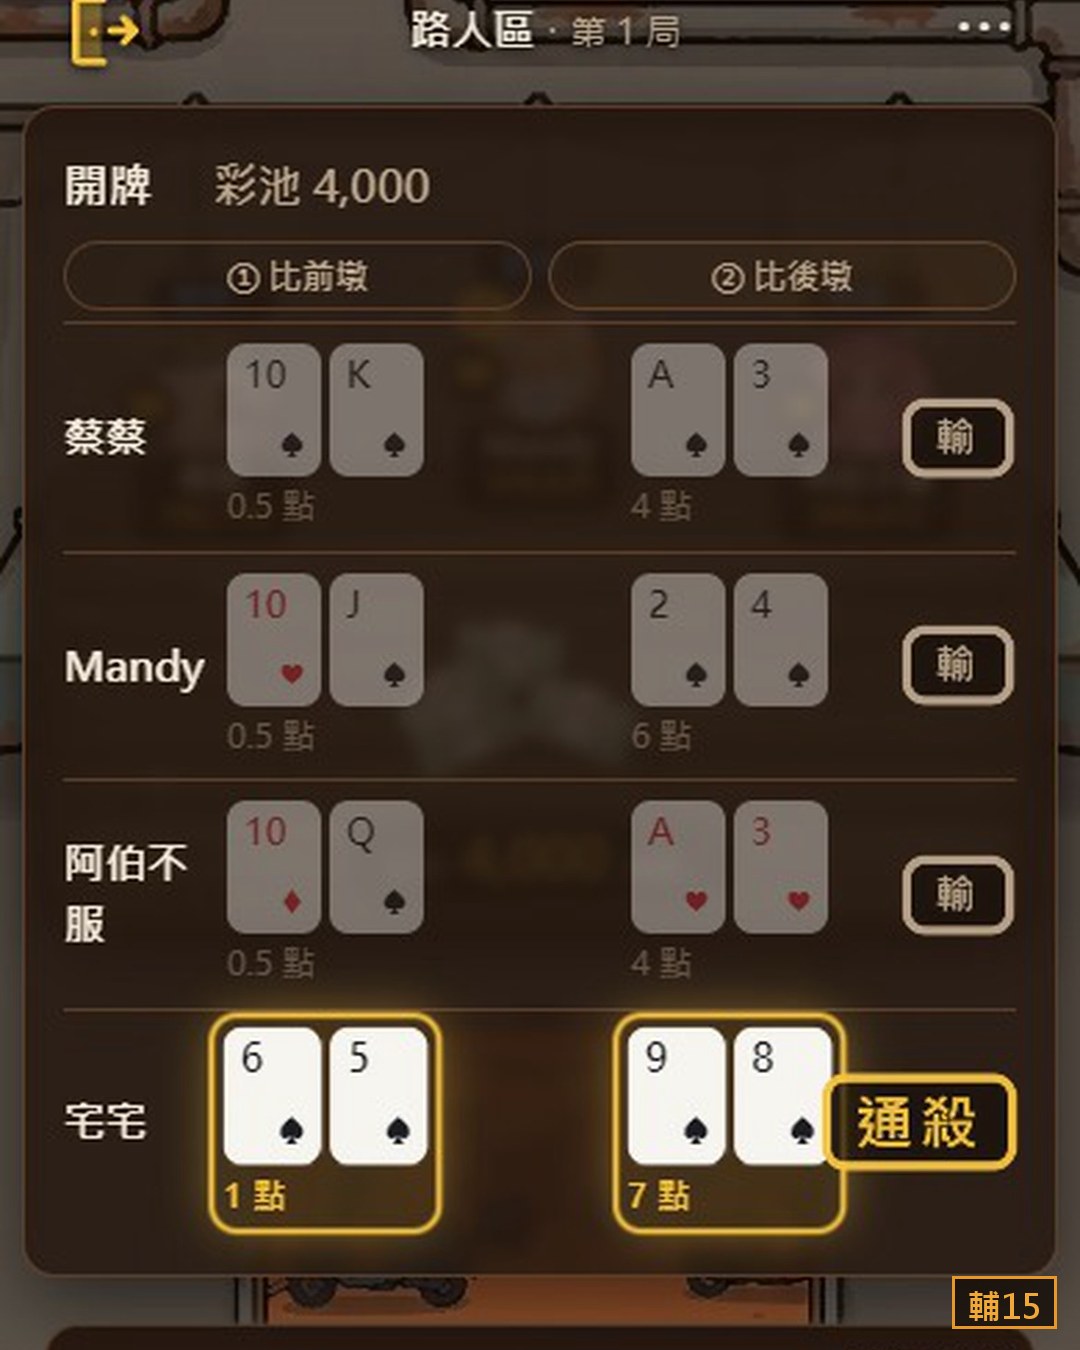 路人區 · 第 1 局
開牌 彩池 4,000
① 比前墩 ② 比後墩
蔡蔡 10 K A 3 輸
0.5 點 4 點
Mandy 10 J 2 4 輸
0.5 點 6 點
阿伯不服 10 Q A 3 輸
0.5 點 4 點
宅宅 6 5 9 8 通殺
1 點 7 點
輔15